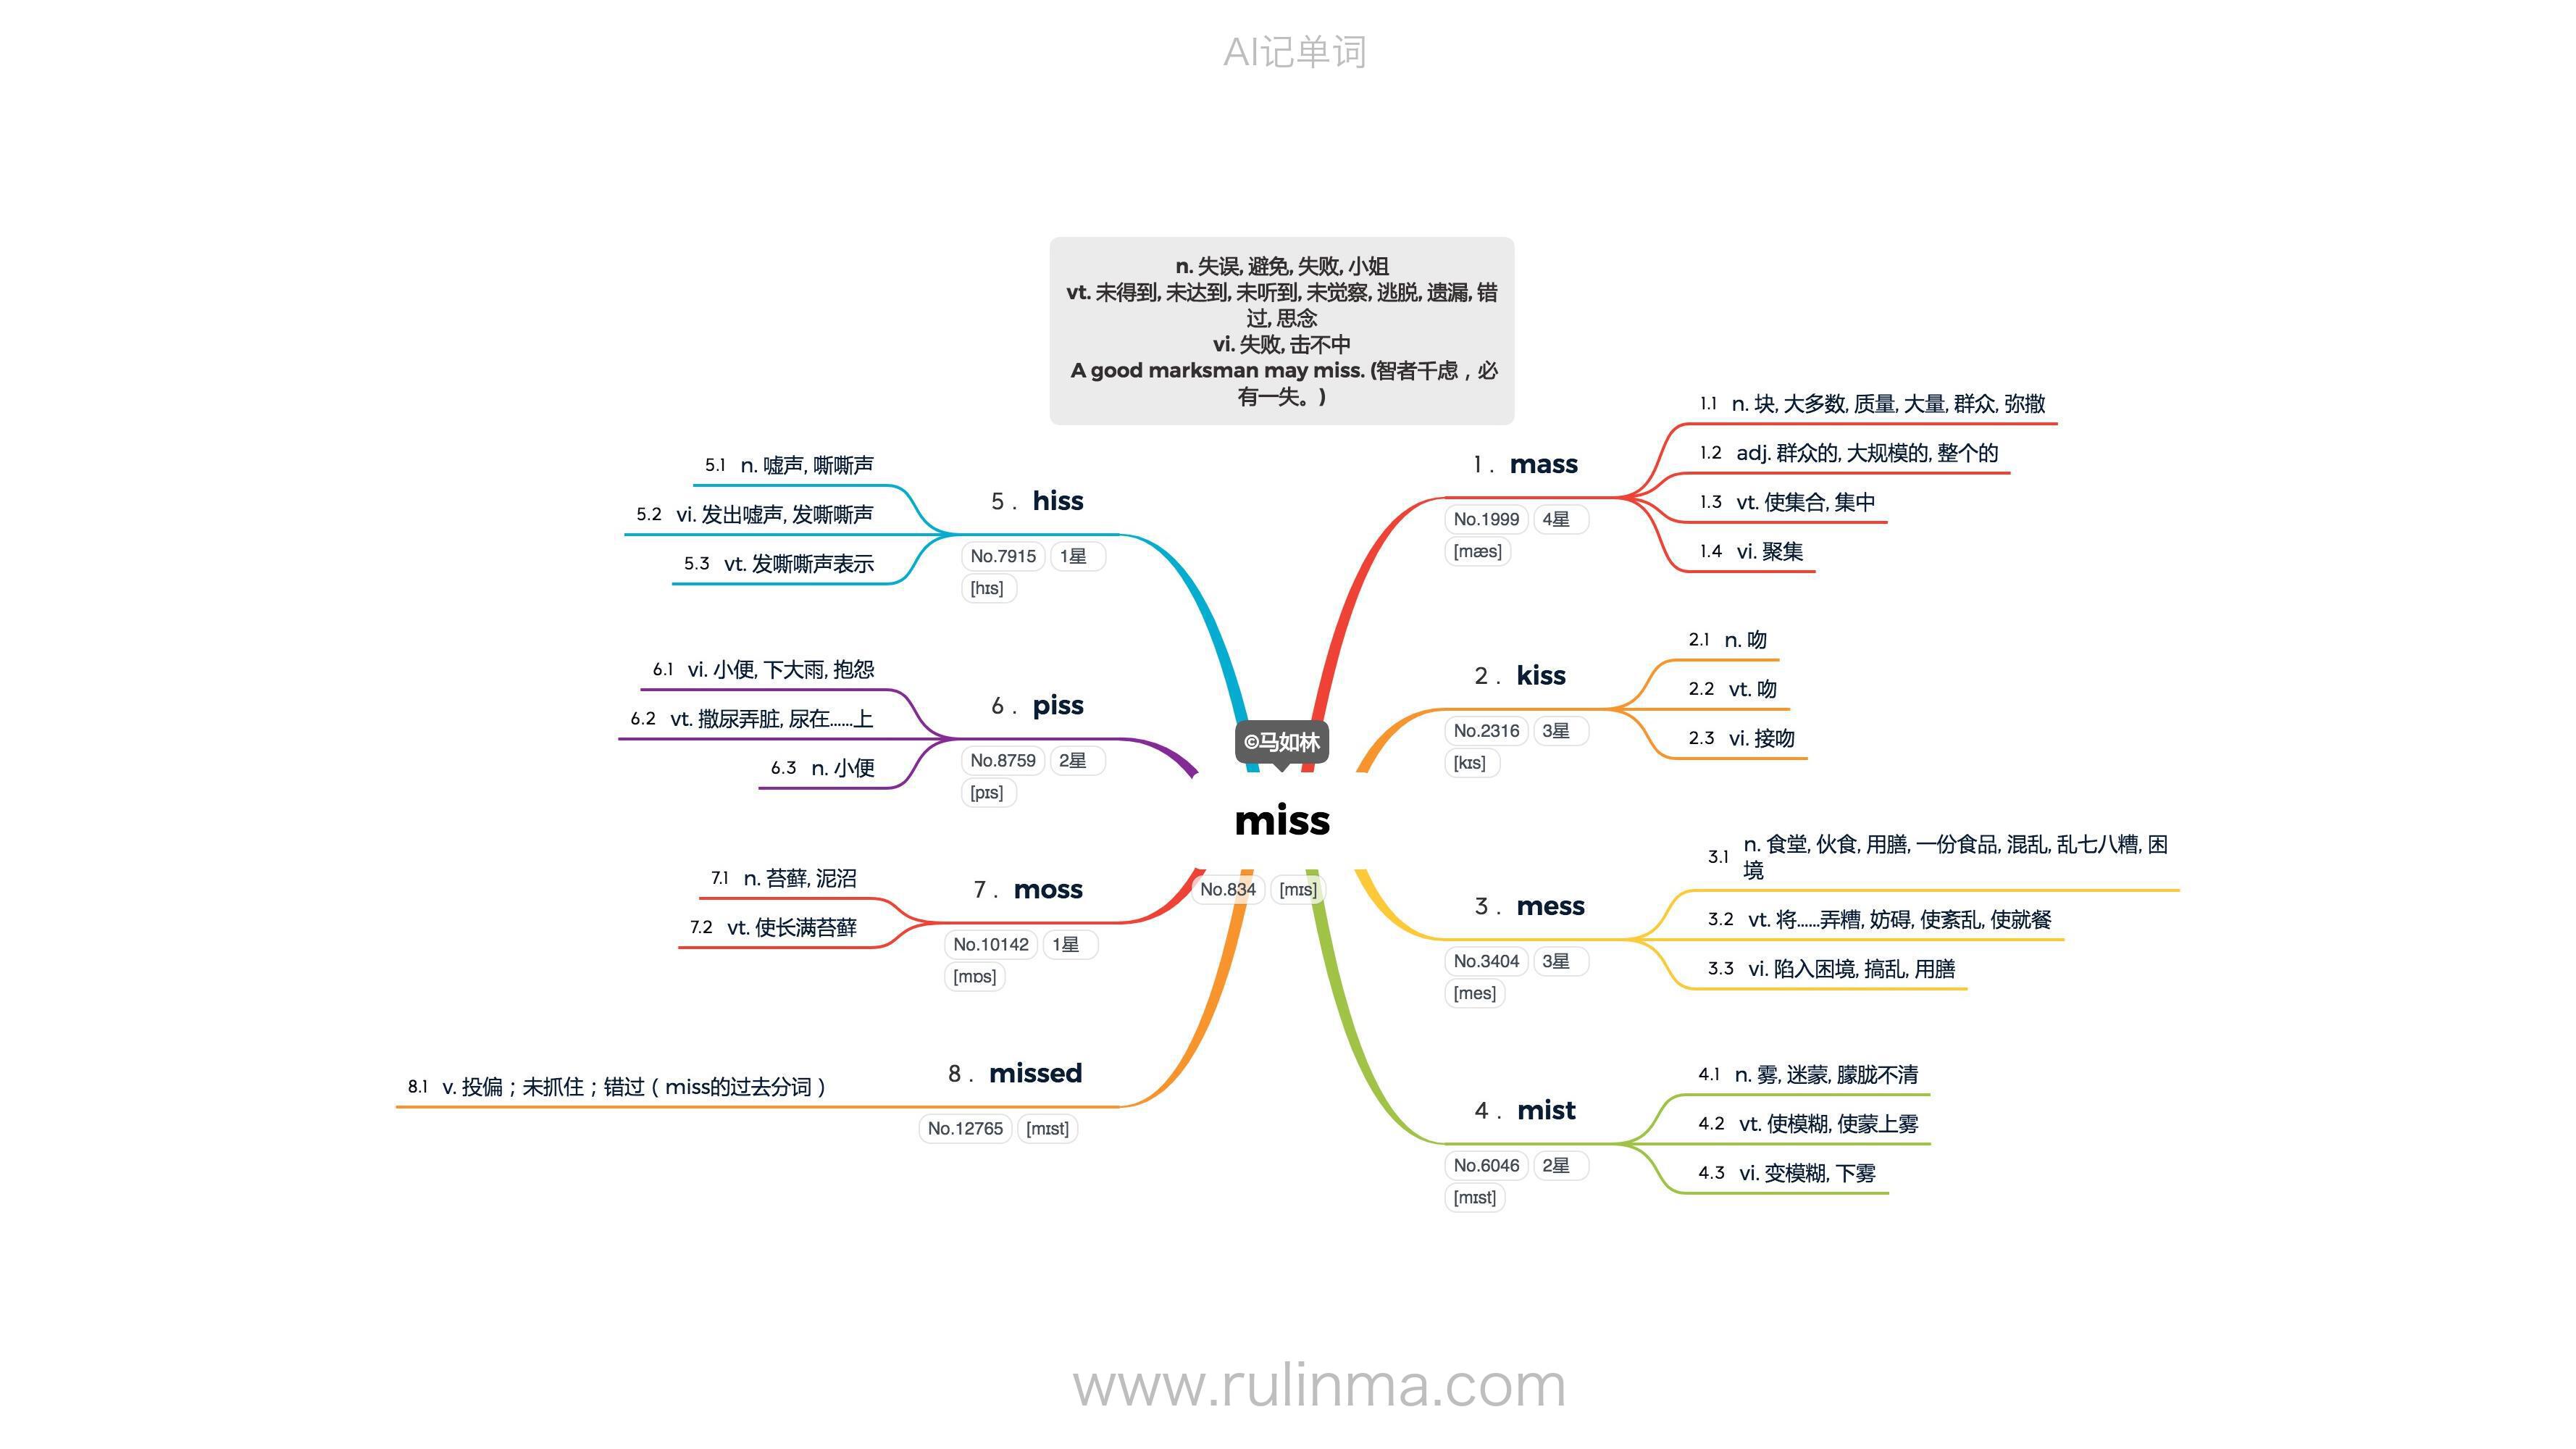 AI记单词
n. 失误, 避免, 失败, 小姐
vt. 未得到, 未达到, 未听到, 未觉察, 逃脱, 遗漏, 错
过, 思念
vi. 失败, 击不中
A good marksman may miss. (智者千虑，必
有一失。)
©马如林
miss
No.834 [mɪs]
1. mass
No.1999 4星
[mæs]
1.1 n. 块, 大多数, 质量, 大量, 群众, 弥撒
1.2 adj. 群众的, 大规模的, 整个的
1.3 vt. 使集合, 集中
1.4 vi. 聚集
2. kiss
No.2316 3星
[kɪs]
2.1 n. 吻
2.2 vt. 吻
2.3 vi. 接吻
3. mess
No.3404 3星
[mes]
3.1 n. 食堂, 伙食, 用膳, 一份食品, 混乱, 乱七八糟, 困
境
3.2 vt. 将......弄糟, 妨碍, 使紊乱, 使就餐
3.3 vi. 陷入困境, 搞乱, 用膳
4. mist
No.6046 2星
[mɪst]
4.1 n. 雾, 迷蒙, 朦胧不清
4.2 vt. 使模糊, 使蒙上雾
4.3 vi. 变模糊, 下雾
5. hiss
No.7915 1星
[hɪs]
5.1 n. 嘘声, 嘶嘶声
5.2 vi. 发出嘘声, 发嘶嘶声
5.3 vt. 发嘶嘶声表示
6. piss
No.8759 2星
[pɪs]
6.1 vi. 小便, 下大雨, 抱怨
6.2 vt. 撒尿弄脏, 尿在......上
6.3 n. 小便
7. moss
No.10142 1星
[mɒs]
7.1 n. 苔藓, 泥沼
7.2 vt. 使长满苔藓
8. missed
No.12765 [mɪst]
8.1 v. 投偏；未抓住；错过（miss的过去分词）
www.rulinma.com